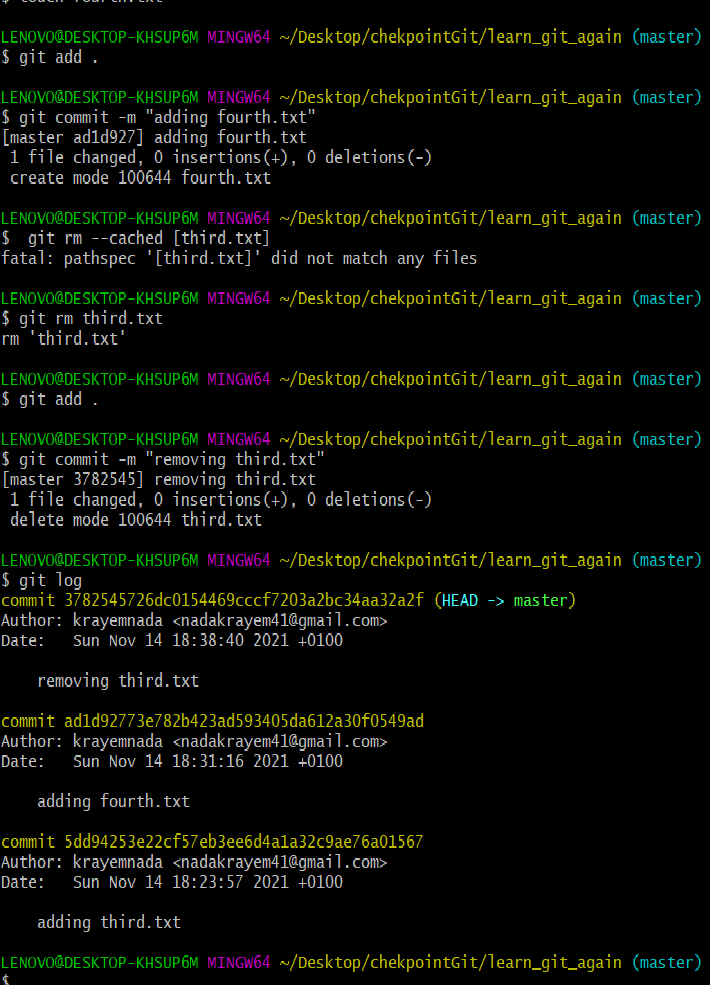 $ touch fourth.txt
LENOVO@DESKTOP-KHSUP6M MINGW64 ~/Desktop/chekpointGit/learn_git_again (master)
$ git add .
LENOVO@DESKTOP-KHSUP6M MINGW64 ~/Desktop/chekpointGit/learn_git_again (master)
$ git commit -m "adding fourth.txt"
[master ad1d927] adding fourth.txt
 1 file changed, 0 insertions(+), 0 deletions(-)
 create mode 100644 fourth.txt
LENOVO@DESKTOP-KHSUP6M MINGW64 ~/Desktop/chekpointGit/learn_git_again (master)
$  git rm --cached [third.txt]
fatal: pathspec '[third.txt]' did not match any files
LENOVO@DESKTOP-KHSUP6M MINGW64 ~/Desktop/chekpointGit/learn_git_again (master)
$ git rm third.txt
rm 'third.txt'
LENOVO@DESKTOP-KHSUP6M MINGW64 ~/Desktop/chekpointGit/learn_git_again (master)
$ git add .
LENOVO@DESKTOP-KHSUP6M MINGW64 ~/Desktop/chekpointGit/learn_git_again (master)
$ git commit -m "removing third.txt"
[master 3782545] removing third.txt
 1 file changed, 0 insertions(+), 0 deletions(-)
 delete mode 100644 third.txt
LENOVO@DESKTOP-KHSUP6M MINGW64 ~/Desktop/chekpointGit/learn_git_again (master)
$ git log
commit 3782545726dc0154469cccf7203a2bc34aa32a2f (HEAD -> master)
Author: krayemnada <nadakrayem41@gmail.com>
Date:   Sun Nov 14 18:38:40 2021 +0100
    removing third.txt
commit ad1d92773e782b423ad593405da612a30f0549ad
Author: krayemnada <nadakrayem41@gmail.com>
Date:   Sun Nov 14 18:31:16 2021 +0100
    adding fourth.txt
commit 5dd94253e22cf57eb3ee6d4a1a32c9ae76a01567
Author: krayemnada <nadakrayem41@gmail.com>
Date:   Sun Nov 14 18:23:57 2021 +0100
    adding third.txt
LENOVO@DESKTOP-KHSUP6M MINGW64 ~/Desktop/chekpointGit/learn_git_again (master)
$